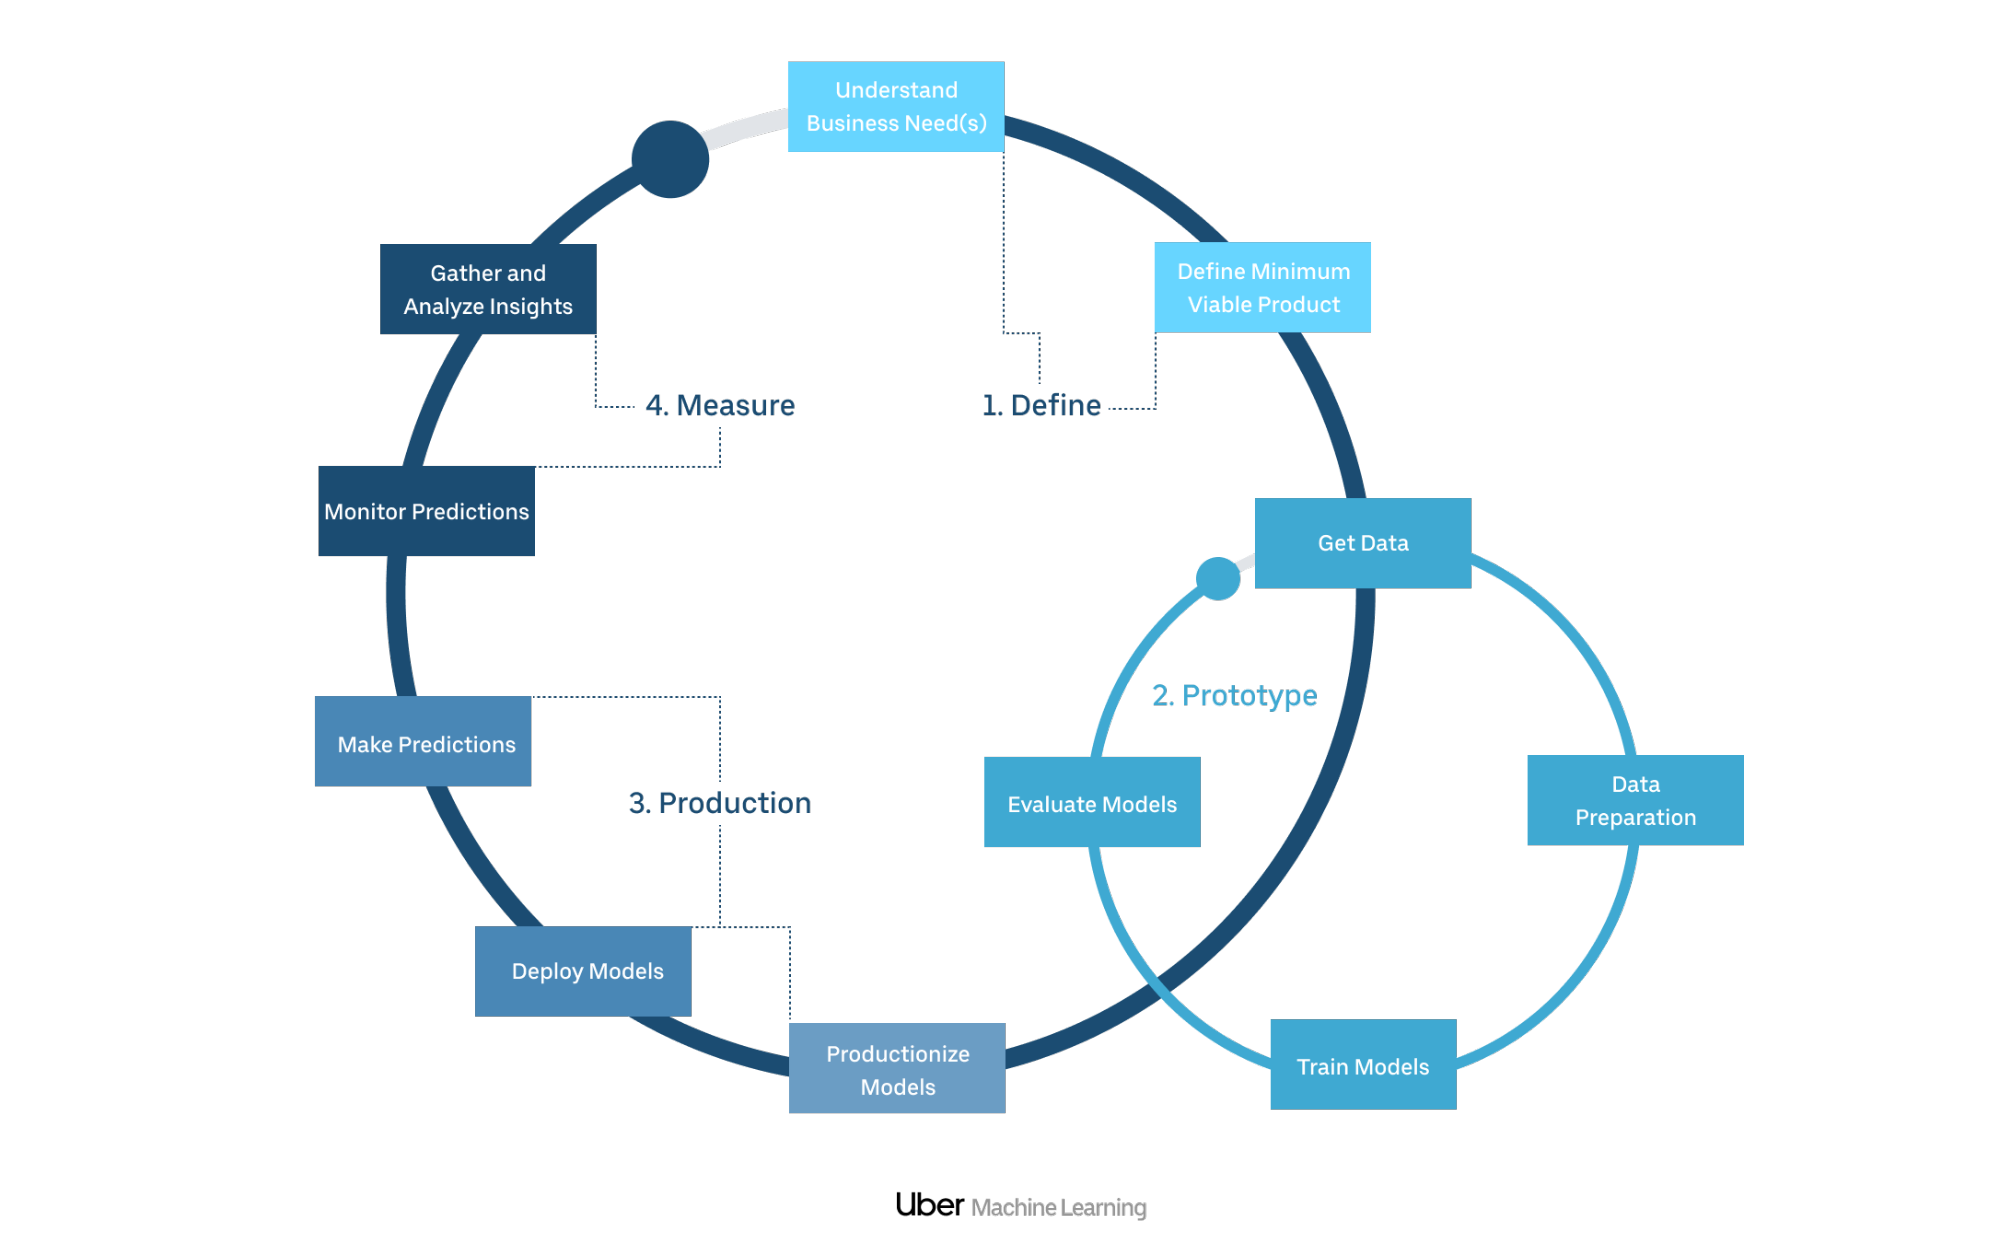 Understand
Business Need(s)
Define Minimum
Viable Product
Gather and
Analyze Insights
4. Measure
1. Define
Monitor Predictions
Get Data
2. Prototype
Make Predictions
3. Production
Evaluate Models
Data
Preparation
Deploy Models
Productionize
Models
Train Models
Uber Machine Learning